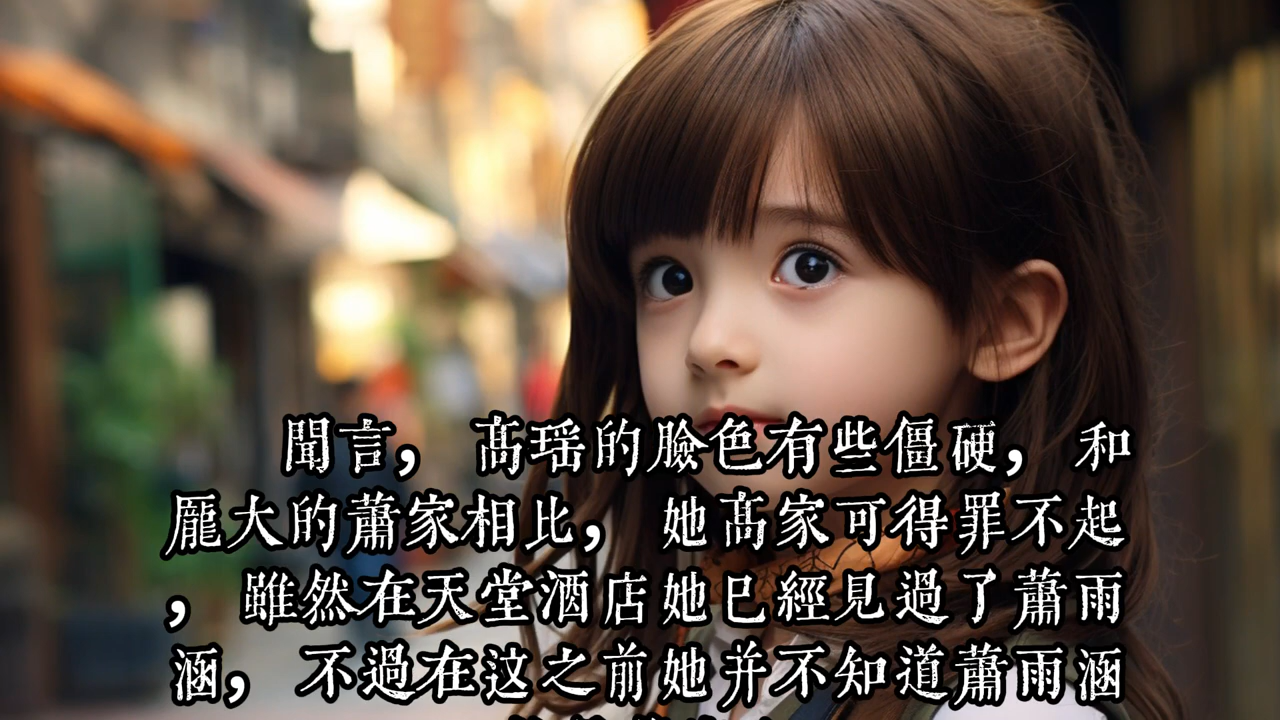 聞言， 高瑶的臉色有些僵硬， 和
龐大的蕭家相比， 她高家可得罪不起
， 雖然在天堂酒店她已經見過了蕭雨
涵， 不過在这之前她并不知道蕭雨涵